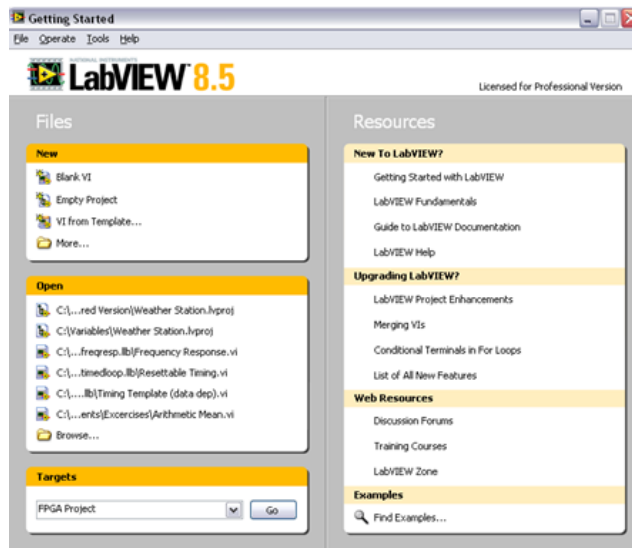 Getting Started
File Operate Tools Help
NATIONAL INSTRUMENTS
LabVIEW 8.5
Licensed for Professional Version
Files
New
Blank VI
Empty Project
VI from Template...
More...
Open
C:\...red Version\Weather Station.lvproj
C:\Variables\Weather Station.lvproj
C:\...freqresp.llb\Frequency Response.vi
C:\...timedloop.llb\Resettable Timing.vi
C:\....llb\Timing Template (data dep).vi
C:\...ents\Excercises\Arithmetic Mean.vi
Browse...
Targets
FPGA Project
Go
Resources
New To LabVIEW?
Getting Started with LabVIEW
LabVIEW Fundamentals
Guide to LabVIEW Documentation
LabVIEW Help
Upgrading LabVIEW?
LabVIEW Project Enhancements
Merging VIs
Conditional Terminals in For Loops
List of All New Features
Web Resources
Discussion Forums
Training Courses
LabVIEW Zone
Examples
Find Examples...